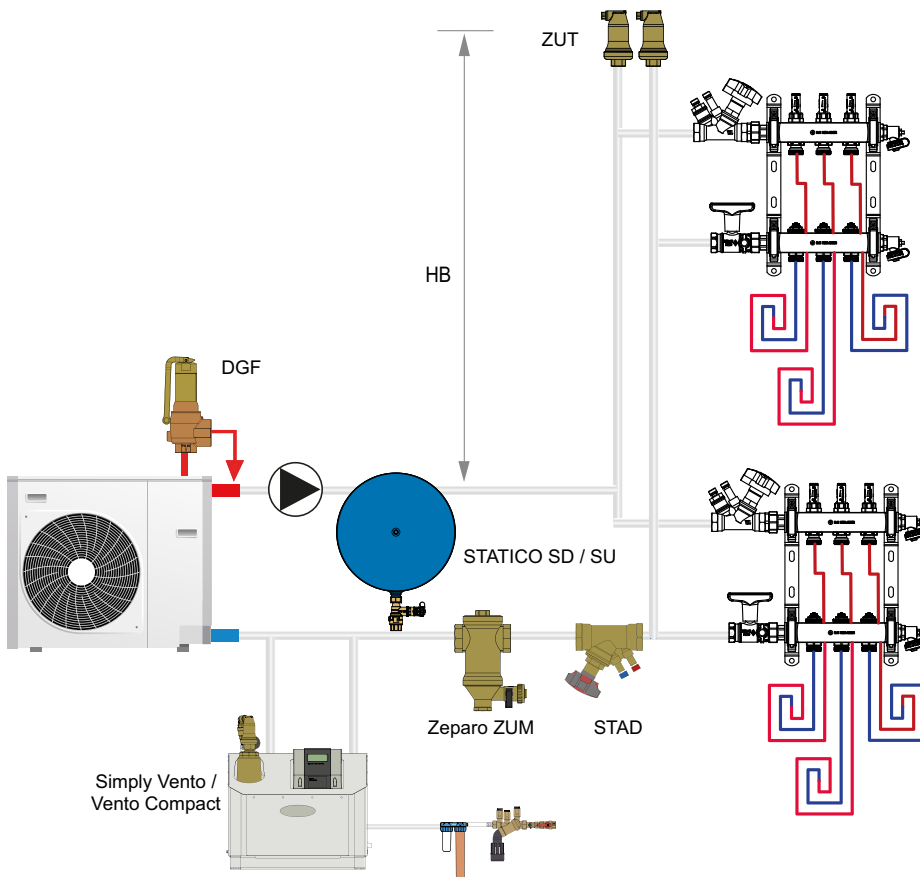 ZUT
HB
DGF
STATICO SD / SU
Zeparo ZUM
STAD
Simply Vento /
Vento Compact